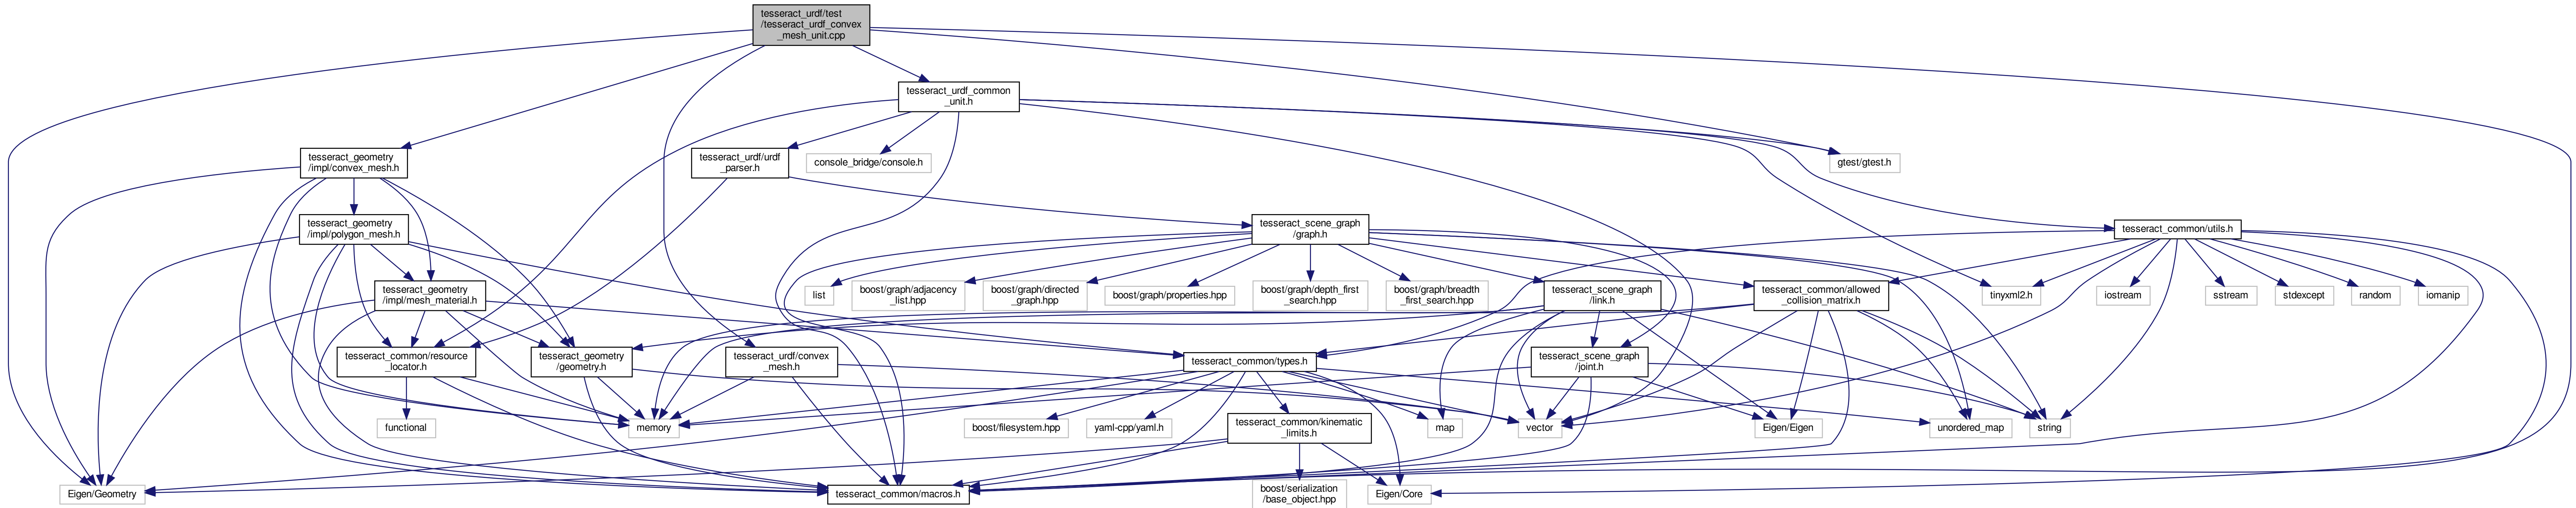 tesseract_urdf/test
/tesseract_urdf_convex
_mesh_unit.cpp
tesseract_urdf_common
_unit.h
tesseract_geometry
/impl/convex_mesh.h
tesseract_urdf/urdf
_parser.h
console_bridge/console.h
gtest/gtest.h
tesseract_geometry
/impl/polygon_mesh.h
tesseract_scene_graph
/graph.h
tesseract_common/utils.h
tesseract_geometry
/impl/mesh_material.h
list
boost/graph/adjacency
_list.hpp
boost/graph/directed
_graph.hpp
boost/graph/properties.hpp
boost/graph/depth_first
_search.hpp
boost/graph/breadth
_first_search.hpp
tesseract_scene_graph
/link.h
tesseract_common/allowed
_collision_matrix.h
tinyxml2.h
iostream
sstream
stdexcept
random
iomanip
tesseract_common/resource
_locator.h
tesseract_geometry
/geometry.h
tesseract_urdf/convex
_mesh.h
tesseract_common/types.h
tesseract_scene_graph
/joint.h
functional
memory
boost/filesystem.hpp
yaml-cpp/yaml.h
tesseract_common/kinematic
_limits.h
map
vector
Eigen/Eigen
unordered_map
string
Eigen/Geometry
tesseract_common/macros.h
boost/serialization
/base_object.hpp
Eigen/Core